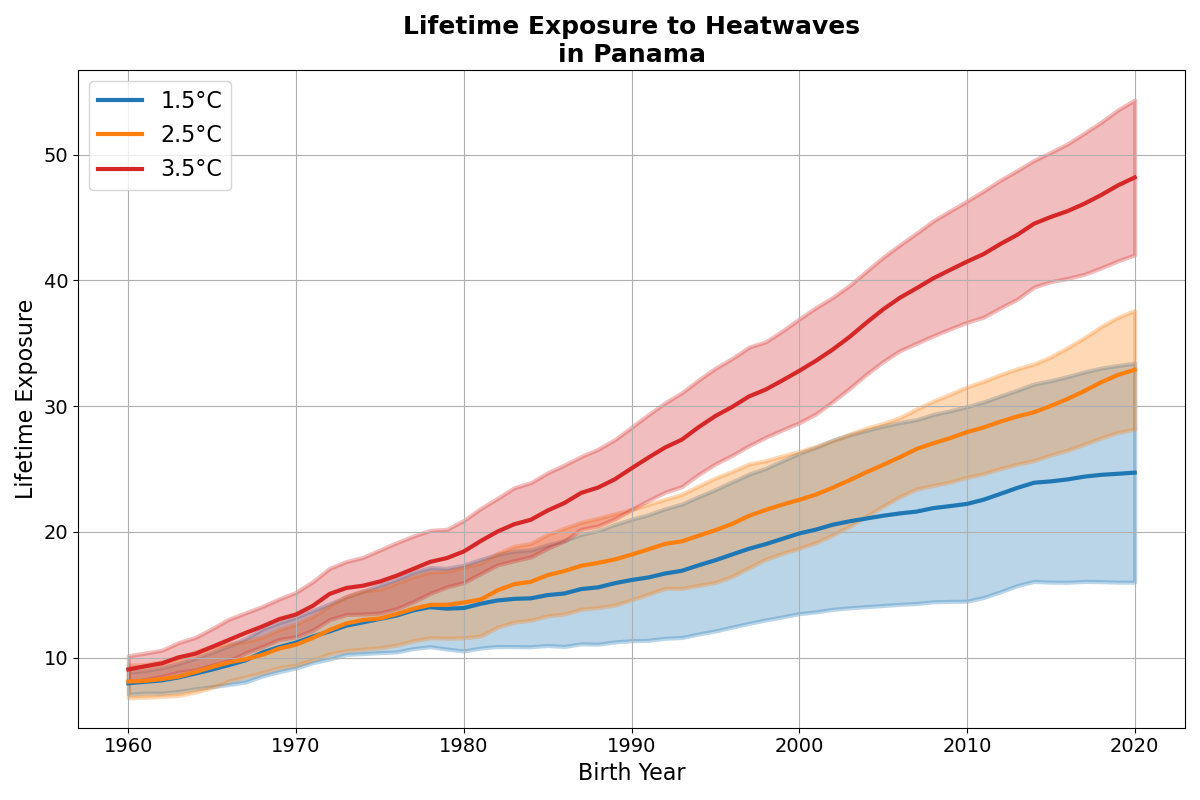 Lifetime Exposure to Heatwaves
in Panama
1.5°C
2.5°C
3.5°C
Lifetime Exposure
50
40
30
20
10
1960
1970
1980
1990
2000
2010
2020
Birth Year